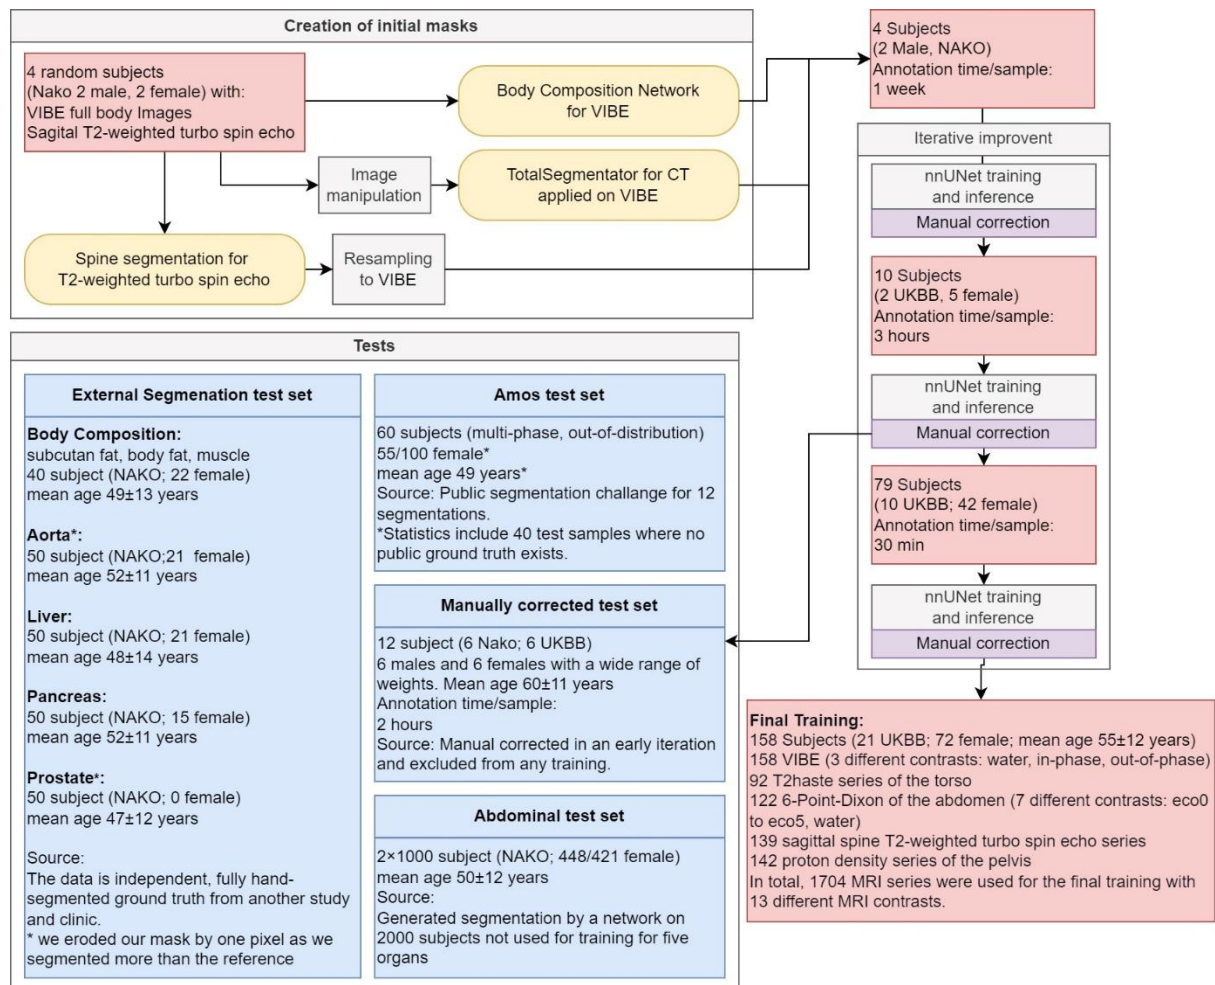 Creation of initial masks
4 random subjects
(Nako 2 male, 2 female) with:
VIBE full body Images
Sagital T2-weighted turbo spin echo
Body Composition Network
for VIBE
Image
manipulation
TotalSegmentator for CT
applied on VIBE
Spine segmentation for
T2-weighted turbo spin echo
Resampling
to VIBE
4 Subjects
(2 Male, NAKO)
Annotation time/sample:
1 week
Iterative improvent
nnUNet training
and inference
Manual correction
10 Subjects
(2 UKBB, 5 female)
Annotation time/sample:
3 hours
nnUNet training
and inference
Manual correction
79 Subjects
(10 UKBB; 42 female)
Annotation time/sample:
30 min
nnUNet training
and inference
Manual correction
Final Training:
158 Subjects (21 UKBB; 72 female; mean age 55±12 years)
158 VIBE (3 different contrasts: water, in-phase, out-of-phase)
92 T2haste series of the torso
122 6-Point-Dixon of the abdomen (7 different contrasts: eco0
to eco5, water)
139 sagittal spine T2-weighted turbo spin echo series
142 proton density series of the pelvis
In total, 1704 MRI series were used for the final training with
13 different MRI contrasts.
Tests
External Segmenation test set
Body Composition:
subcutan fat, body fat, muscle
40 subject (NAKO; 22 female)
mean age 49±13 years
Aorta*:
50 subject (NAKO;21 female)
mean age 52±11 years
Liver:
50 subject (NAKO; 21 female)
mean age 48±14 years
Pancreas:
50 subject (NAKO; 15 female)
mean age 52±11 years
Prostate*:
50 subject (NAKO; 0 female)
mean age 47±12 years
Source:
The data is independent, fully hand-
segmented ground truth from another study
and clinic.
* we eroded our mask by one pixel as we
segmented more than the reference
Amos test set
60 subjects (multi-phase, out-of-distribution)
55/100 female*
mean age 49 years*
Source: Public segmentation challange for 12
segmentations.
*Statistics include 40 test samples where no
public ground truth exists.
Manually corrected test set
12 subject (6 Nako; 6 UKBB)
6 males and 6 females with a wide range of
weights. Mean age 60±11 years
Annotation time/sample:
2 hours
Source: Manual corrected in an early iteration
and excluded from any training.
Abdominal test set
2×1000 subject (NAKO; 448/421 female)
mean age 50±12 years
Source:
Generated segmentation by a network on
2000 subjects not used for training for five
organs